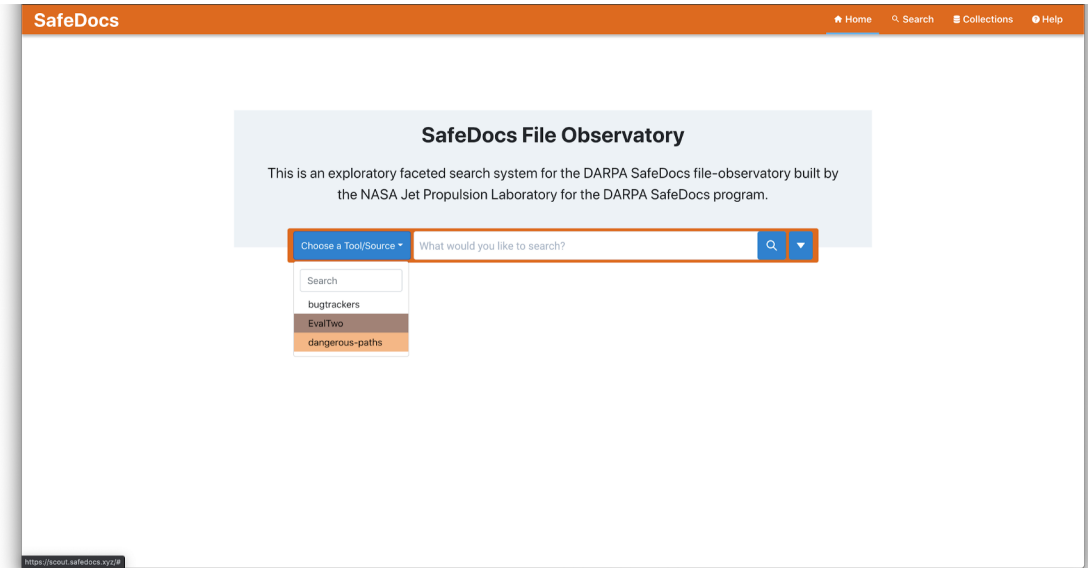 SafeDocs
Home Search Collections Help
SafeDocs File Observatory
This is an exploratory faceted search system for the DARPA SafeDocs file-observatory built by
the NASA Jet Propulsion Laboratory for the DARPA SafeDocs program.
Choose a Tool/Source What would you like to search?
Search
bugtrackers
EvalTwo
dangerous-paths
https://scout.safedocs.xyz/#